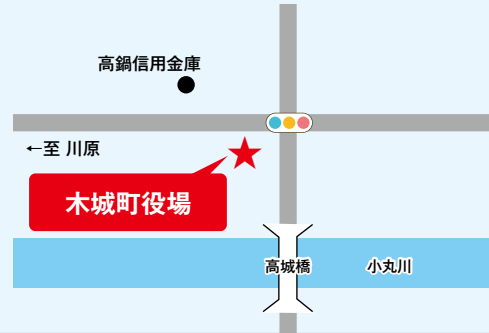 高鍋信用金庫
←至 川原
木城町役場
高城橋
小丸川